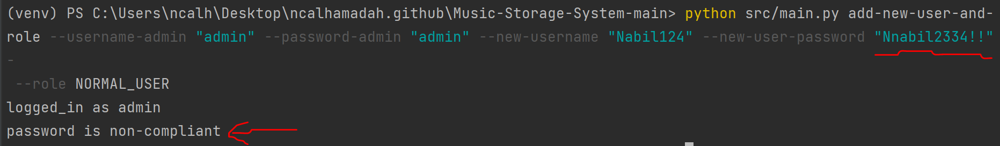 (venv) PS C:\Users\ncalh\Desktop\ncalhamadah.github\Music-Storage-System-main> python src/main.py add-new-user-and-
role --username-admin "admin" --password-admin "admin" --new-username "Nabil124" --new-user-password "Nnabil2334!!"
-
--role NORMAL_USER
logged_in as admin
password is non-compliant